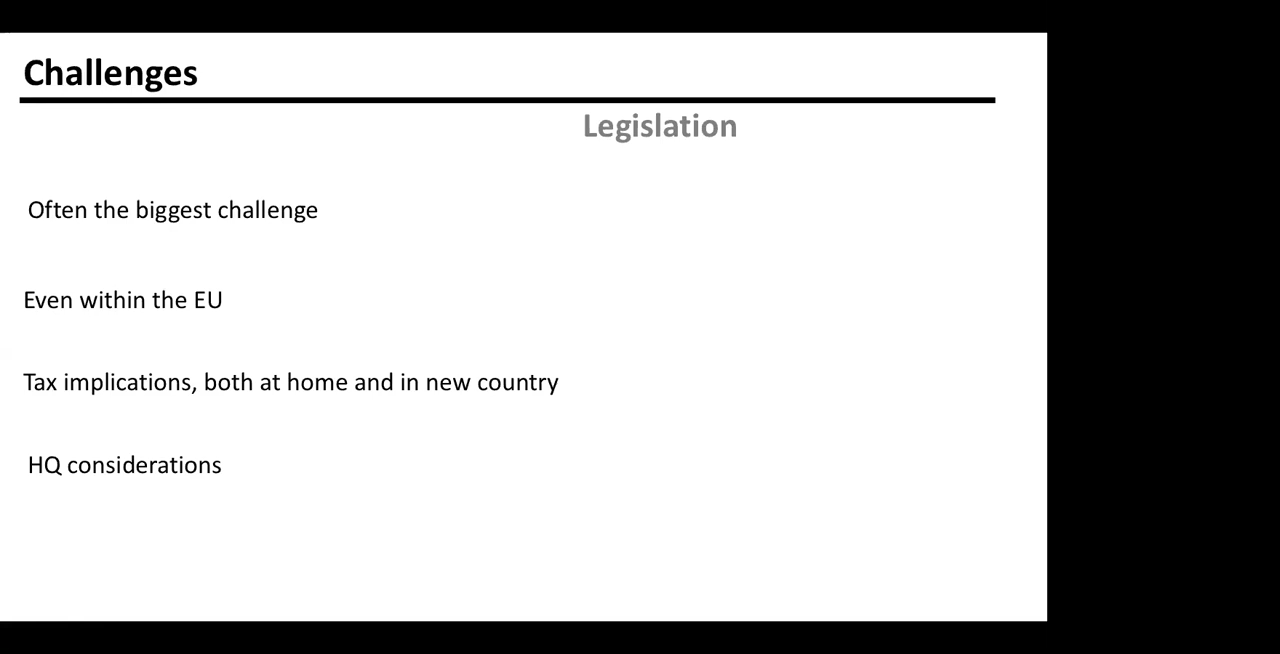 Challenges
Legislation
Often the biggest challenge
Even within the EU
Tax implications, both at home and in new country
HQ considerations